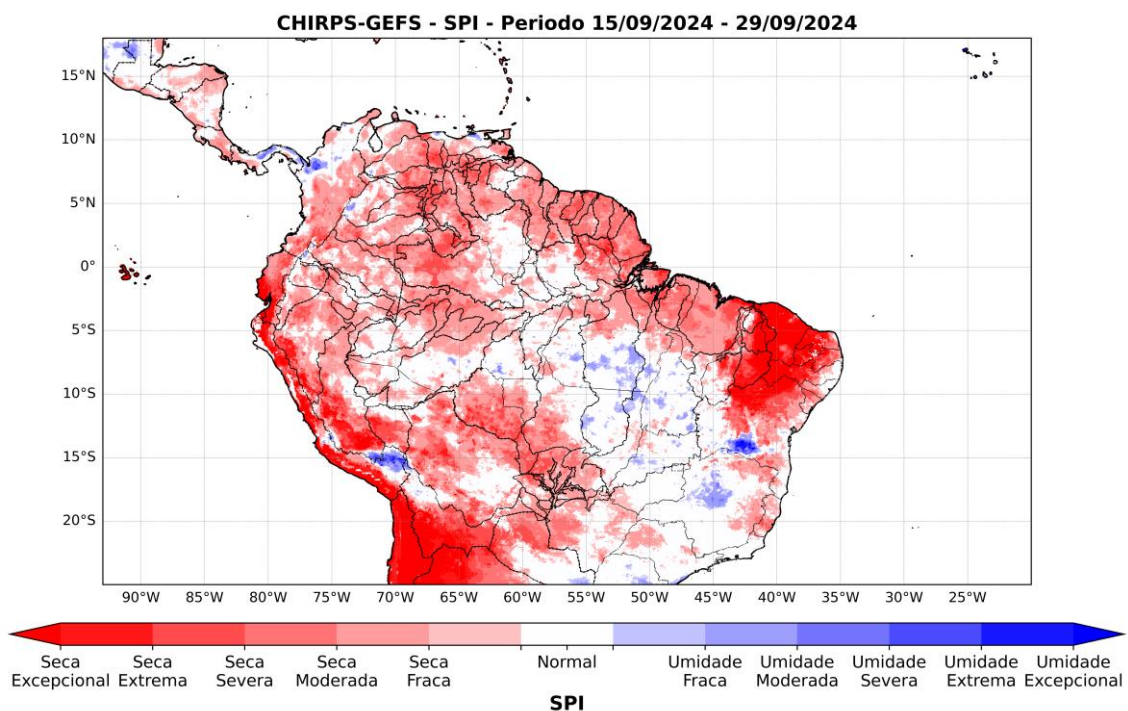 CHIRPS-GEFS - SPI - Periodo 15/09/2024 - 29/09/2024
15°N
10°N
5°N
0°
5°S
10°S
15°S
20°S
90°W 85°W 80°W 75°W 70°W 65°W 60°W 55°W 50°W 45°W 40°W 35°W 30°W 25°W
Seca Seca Seca Seca Seca Normal Umidade Umidade Umidade Umidade Umidade
Excepcional Extrema Severa Moderada Fraca Fraca Moderada Severa Extrema Excepcional
SPI